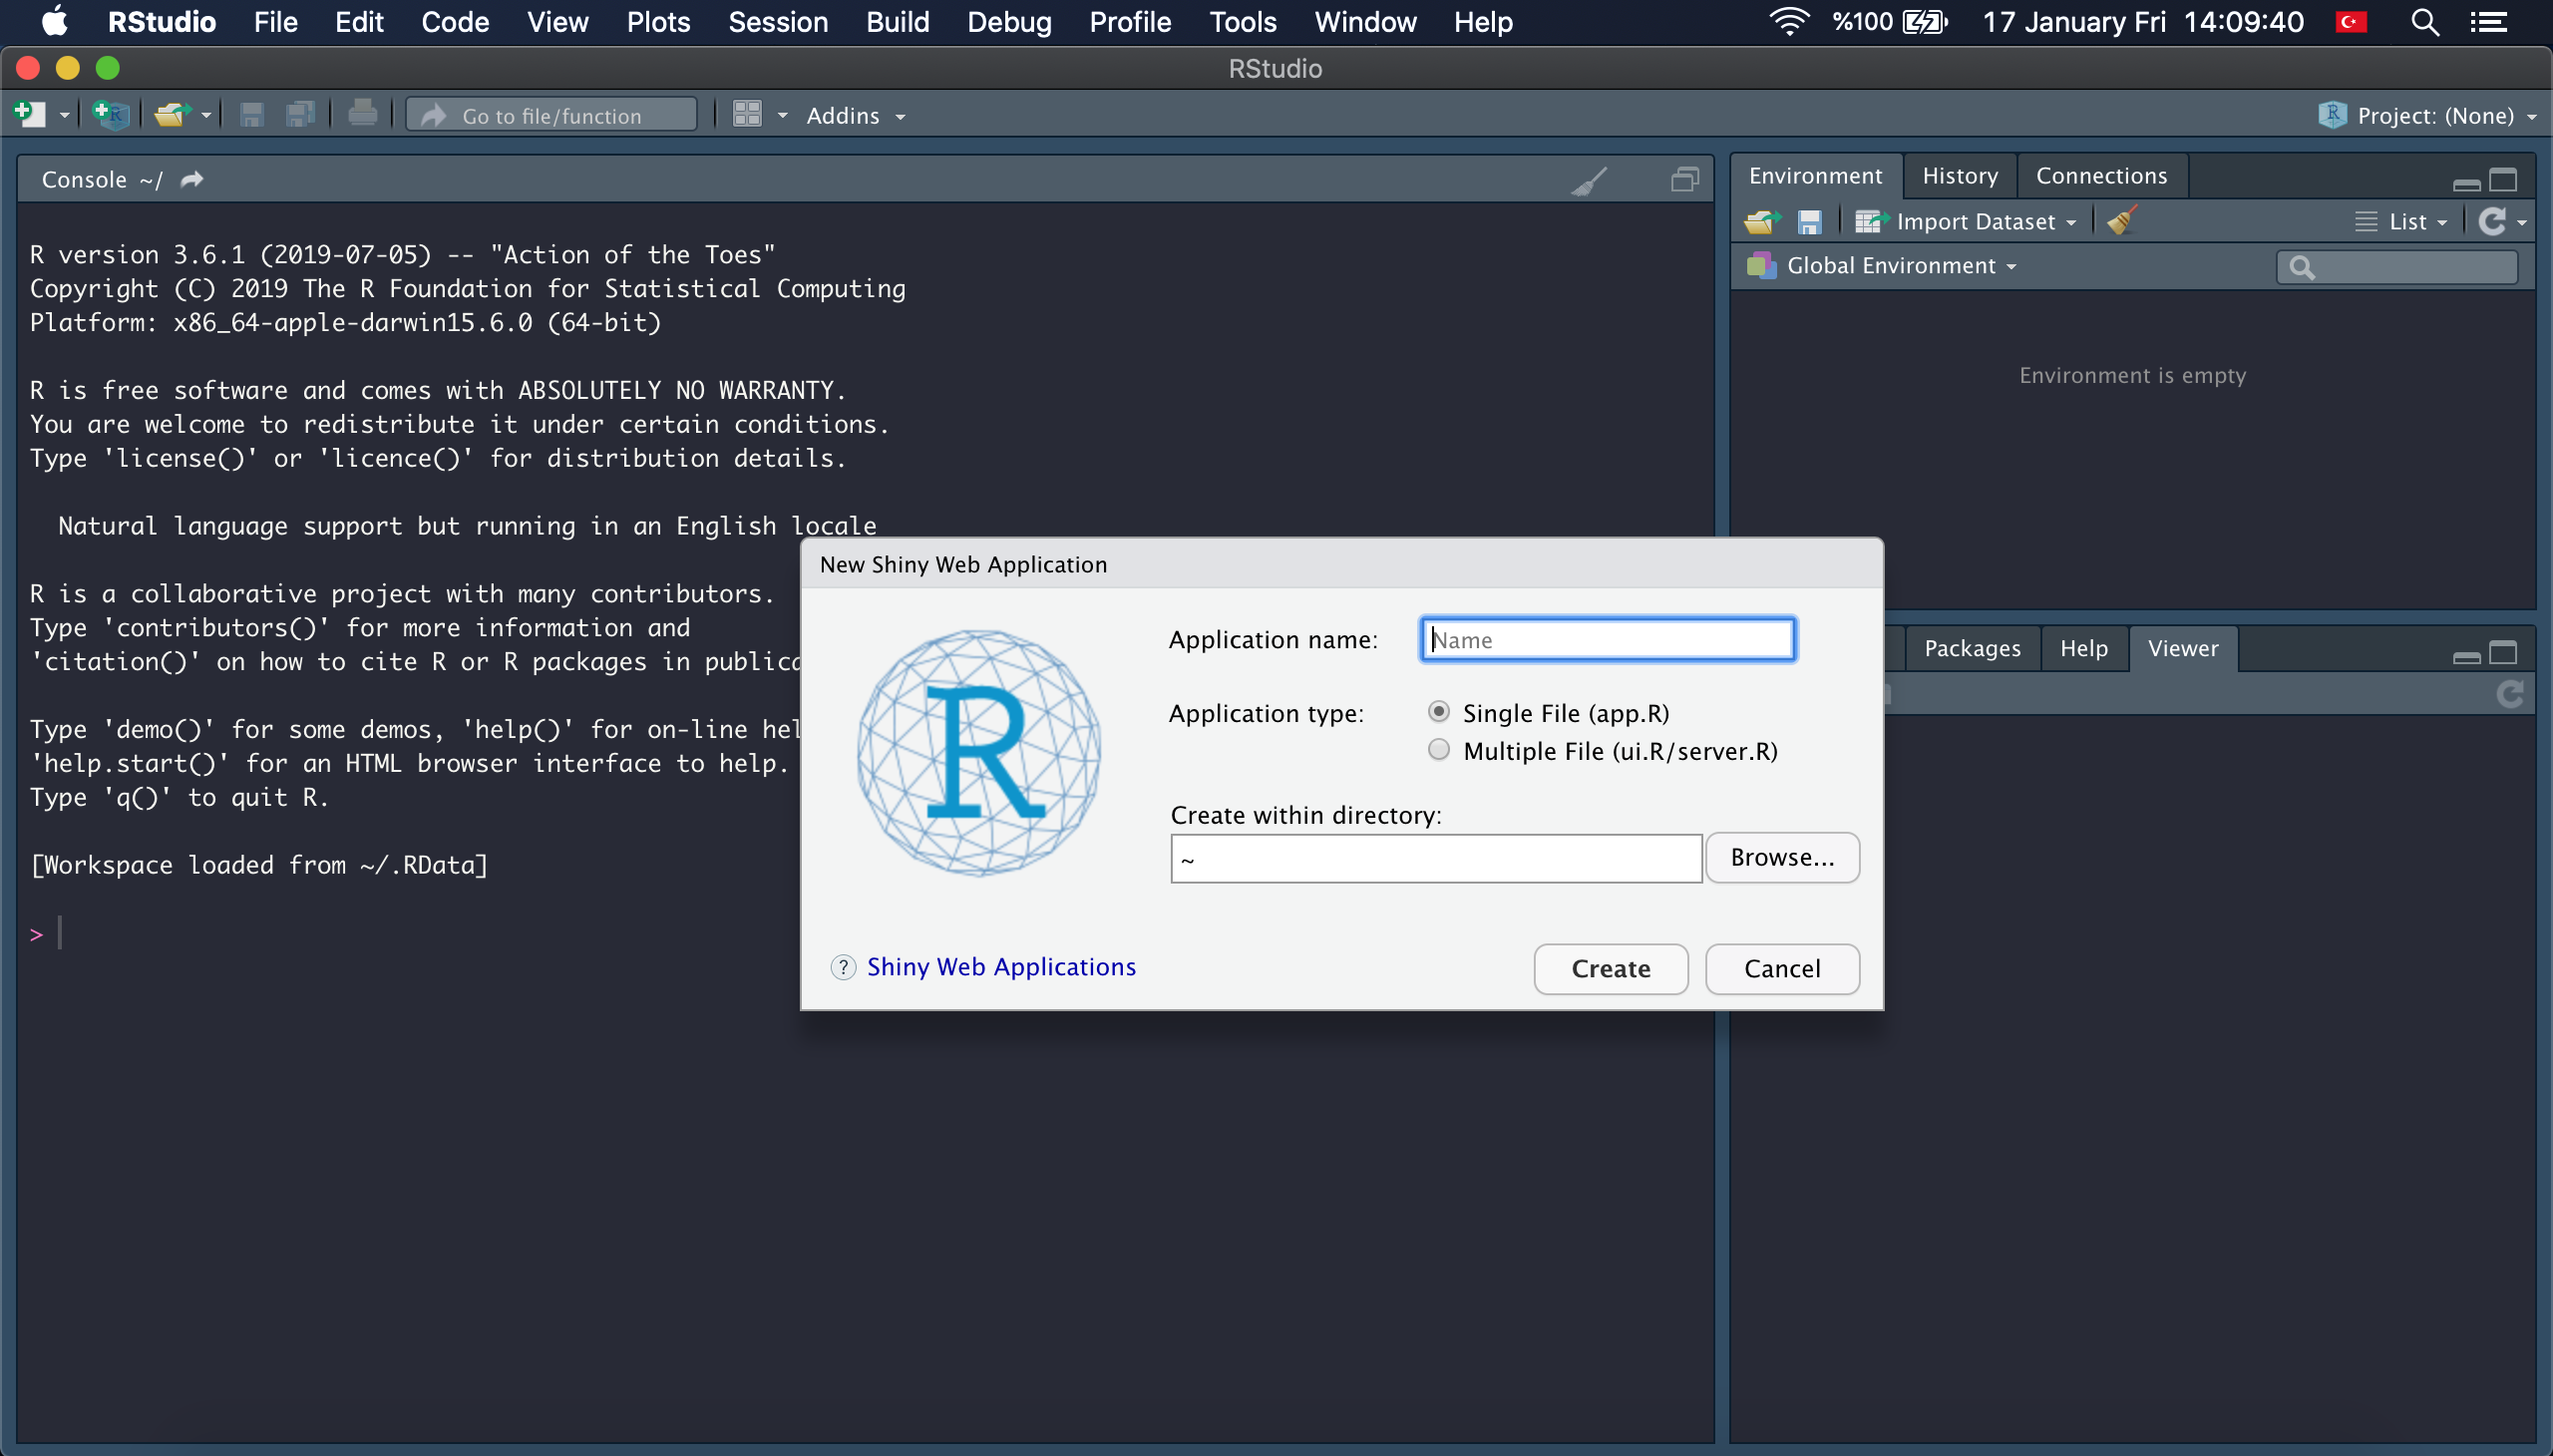 RStudio File Edit Code View Plots Session Build Debug Profile Tools Window Help %100 17 January Fri 14:09:40
RStudio
Go to file/function Addins Project: (None)
Console ~/
R version 3.6.1 (2019-07-05) -- "Action of the Toes"
Copyright (C) 2019 The R Foundation for Statistical Computing
Platform: x86_64-apple-darwin15.6.0 (64-bit)
R is free software and comes with ABSOLUTELY NO WARRANTY.
You are welcome to redistribute it under certain conditions.
Type 'license()' or 'licence()' for distribution details.
Natural language support but running in an English locale
R is a collaborative project with many contributors.
Type 'contributors()' for more information and
'citation()' on how to cite R or R packages in publica
Type 'demo()' for some demos, 'help()' for on-line hel
'help.start()' for an HTML browser interface to help.
Type 'q()' to quit R.
[Workspace loaded from ~/.RData]
>
Environment History Connections
Import Dataset List
Global Environment
Environment is empty
Packages Help Viewer
New Shiny Web Application
R
Application name: Name
Application type: Single File (app.R)
Multiple File (ui.R/server.R)
Create within directory:
~ Browse...
? Shiny Web Applications Create Cancel